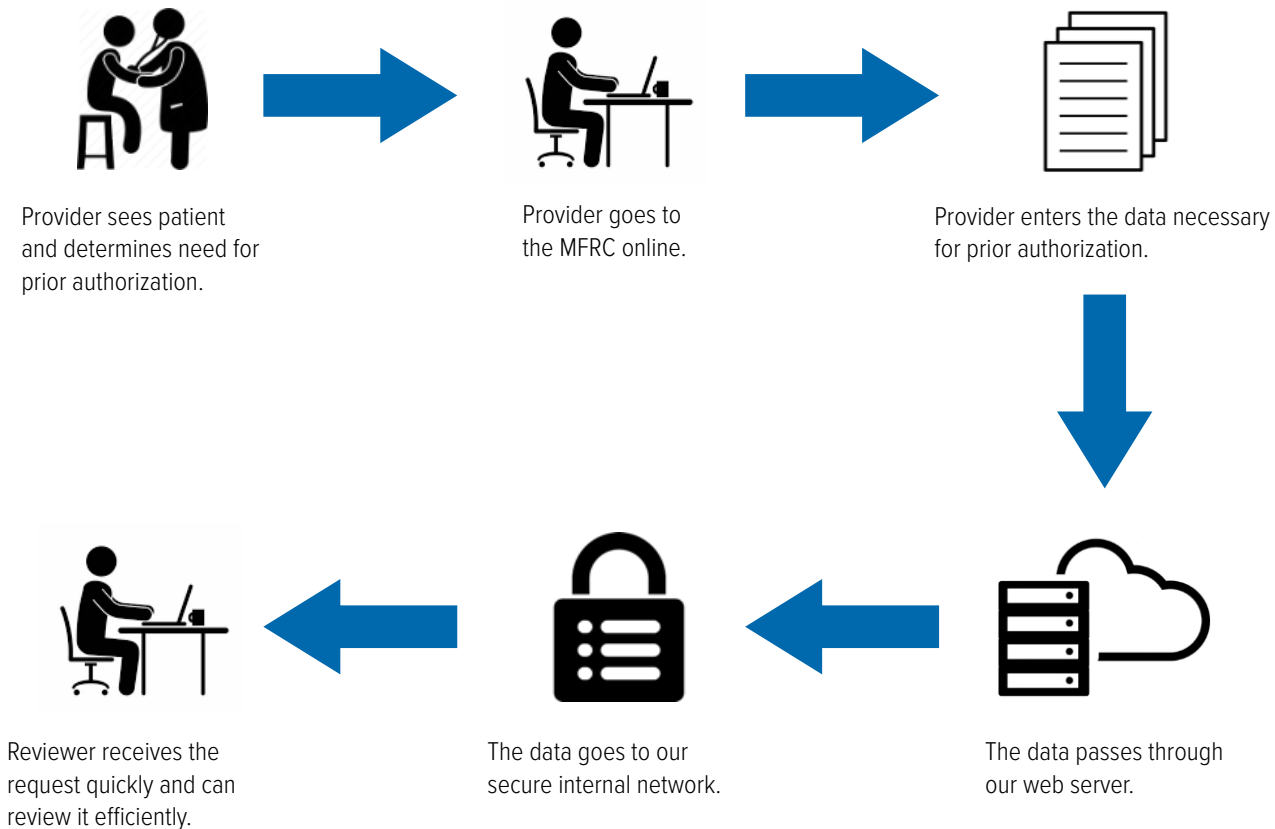 Provider sees patient
and determines need for
prior authorization.
Provider goes to
the MFRC online.
Provider enters the data necessary
for prior authorization.
Reviewer receives the
request quickly and can
review it efficiently.
The data goes to our
secure internal network.
The data passes through
our web server.